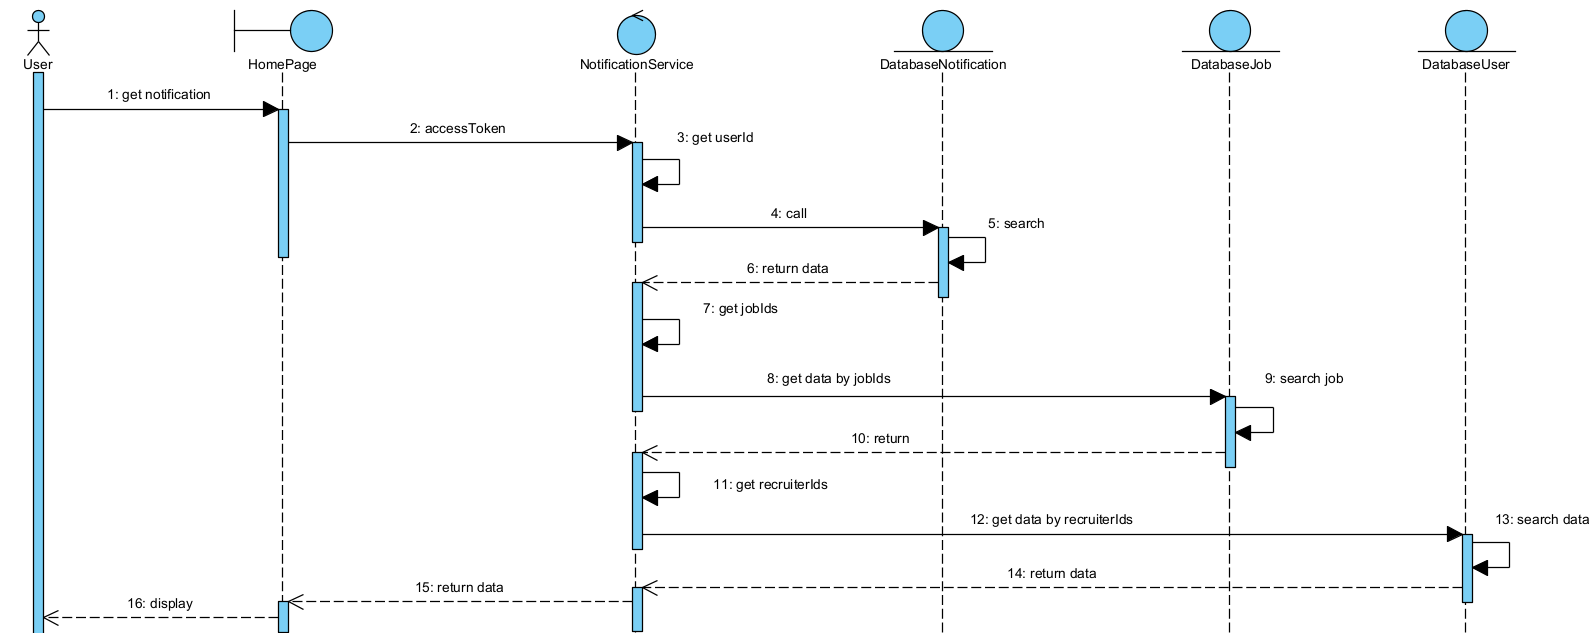 User
HomePage
NotificationService
DatabaseNotification
DatabaseJob
DatabaseUser
1: get notification
2: accessToken
3: get userId
4: call
5: search
6: return data
7: get jobIds
8: get data by jobIds
9: search job
10: return
11: get recruiterIds
12: get data by recruiterIds
13: search data
14: return data
15: return data
16: display